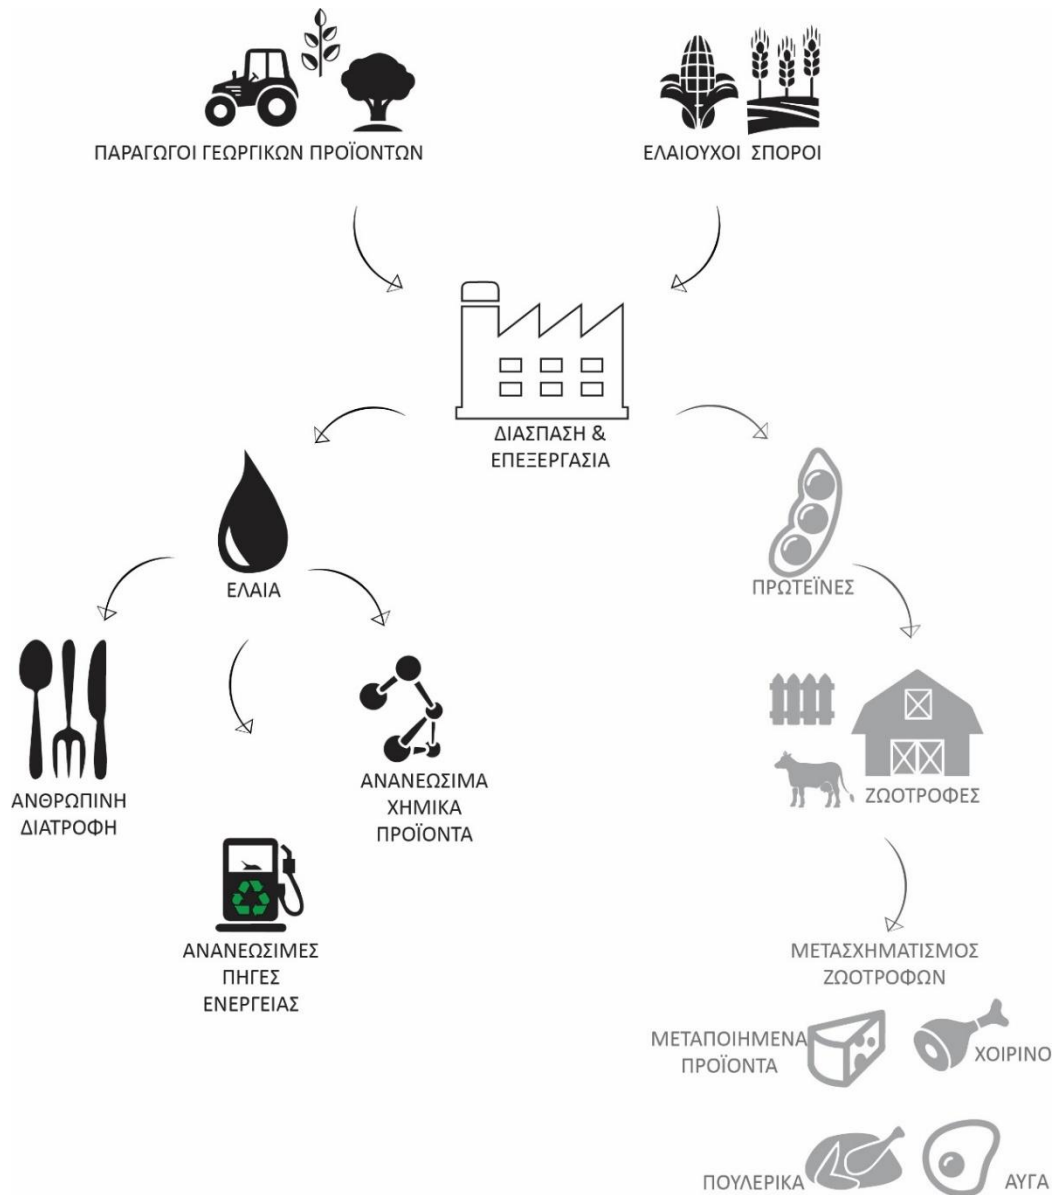 ΠΑΡΑΓΩΓΟΙ ΓΕΩΡΓΙΚΩΝ ΠΡΟΪΟΝΤΩΝ
ΕΛΑΙΟΥΧΟΙ ΣΠΟΡΟΙ
ΔΙΑΣΠΑΣΗ &
ΕΠΕΞΕΡΓΑΣΙΑ
ΕΛΑΙΑ
ΠΡΩΤΕΪΝΕΣ
ΑΝΘΡΩΠΙΝΗ
ΔΙΑΤΡΟΦΗ
ΑΝΑΝΕΩΣΙΜΑ
ΧΗΜΙΚΑ
ΠΡΟΪΟΝΤΑ
ΖΩΟΤΡΟΦΕΣ
ΑΝΑΝΕΩΣΙΜΕΣ
ΠΗΓΕΣ
ΕΝΕΡΓΕΙΑΣ
ΜΕΤΑΣΧΗΜΑΤΙΣΜΟΣ
ΖΩΟΤΡΟΦΩΝ
ΜΕΤΑΠΟΙΗΜΕΝΑ
ΠΡΟΪΟΝΤΑ
ΧΟΙΡΙΝΟ
ΠΟΥΛΕΡΙΚΑ
ΑΥΓΑ